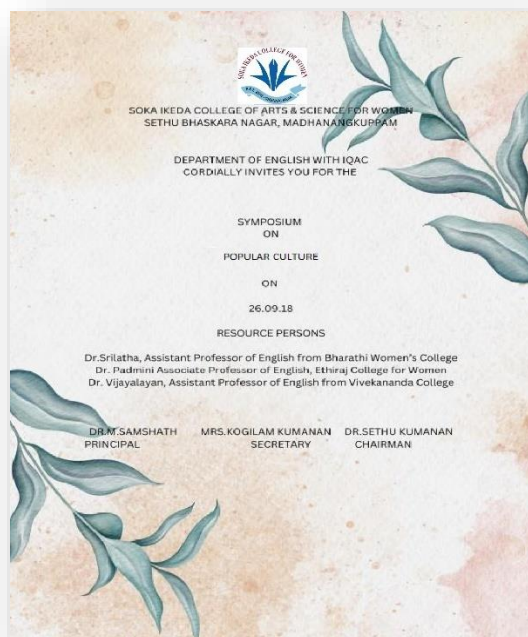 SOKA IKEDA COLLEGE OF ARTS & SCIENCE FOR WOMEN
SETHU BHASKARA NAGAR, MADHANANGKUPPAM
DEPARTMENT OF ENGLISH WITH IQAC
CORDIALLY INVITES YOU FOR THE
SYMPOSIUM
ON
POPULAR CULTURE
ON
26.09.18
RESOURCE PERSONS
Dr.Srilatha, Assistant Professor of English from Bharathi Women's College
Dr. Padmini Associate Professor of English, Ethiraj College for Women
Dr. Vijayalayan, Assistant Professor of English from Vivekananda College
DR.M.SAMSHATH MRS.KOGILAM KUMANAN DR.SETHU KUMANAN
PRINCIPAL SECRETARY CHAIRMAN